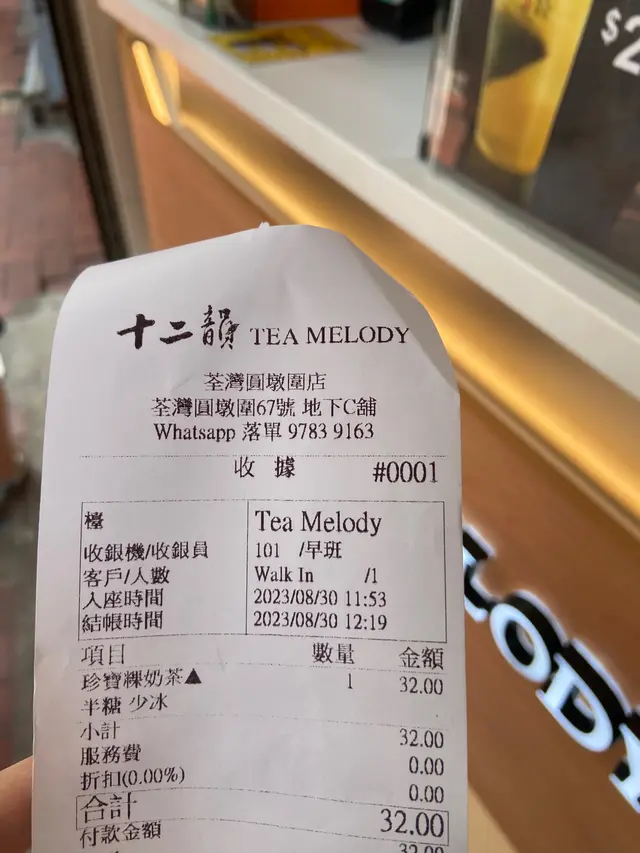 $2
十二韻 TEA MELODY
荃灣圓墩圍店
荃灣圓墩圍67號 地下C舖
Whatsapp 落單 9783 9163
收 據 #0001
檯 Tea Melody
收銀機/收銀員 101 /早班
客戶/人數 Walk In /1
入座時間 2023/08/30 11:53
結帳時間 2023/08/30 12:19
項目 數量 金額
珍寶粿奶茶▲ 1 32.00
半糖 少冰
小計 32.00
服務費 0.00
折扣(0.00%) 0.00
合計 32.00
付款金額 32.00
LODY